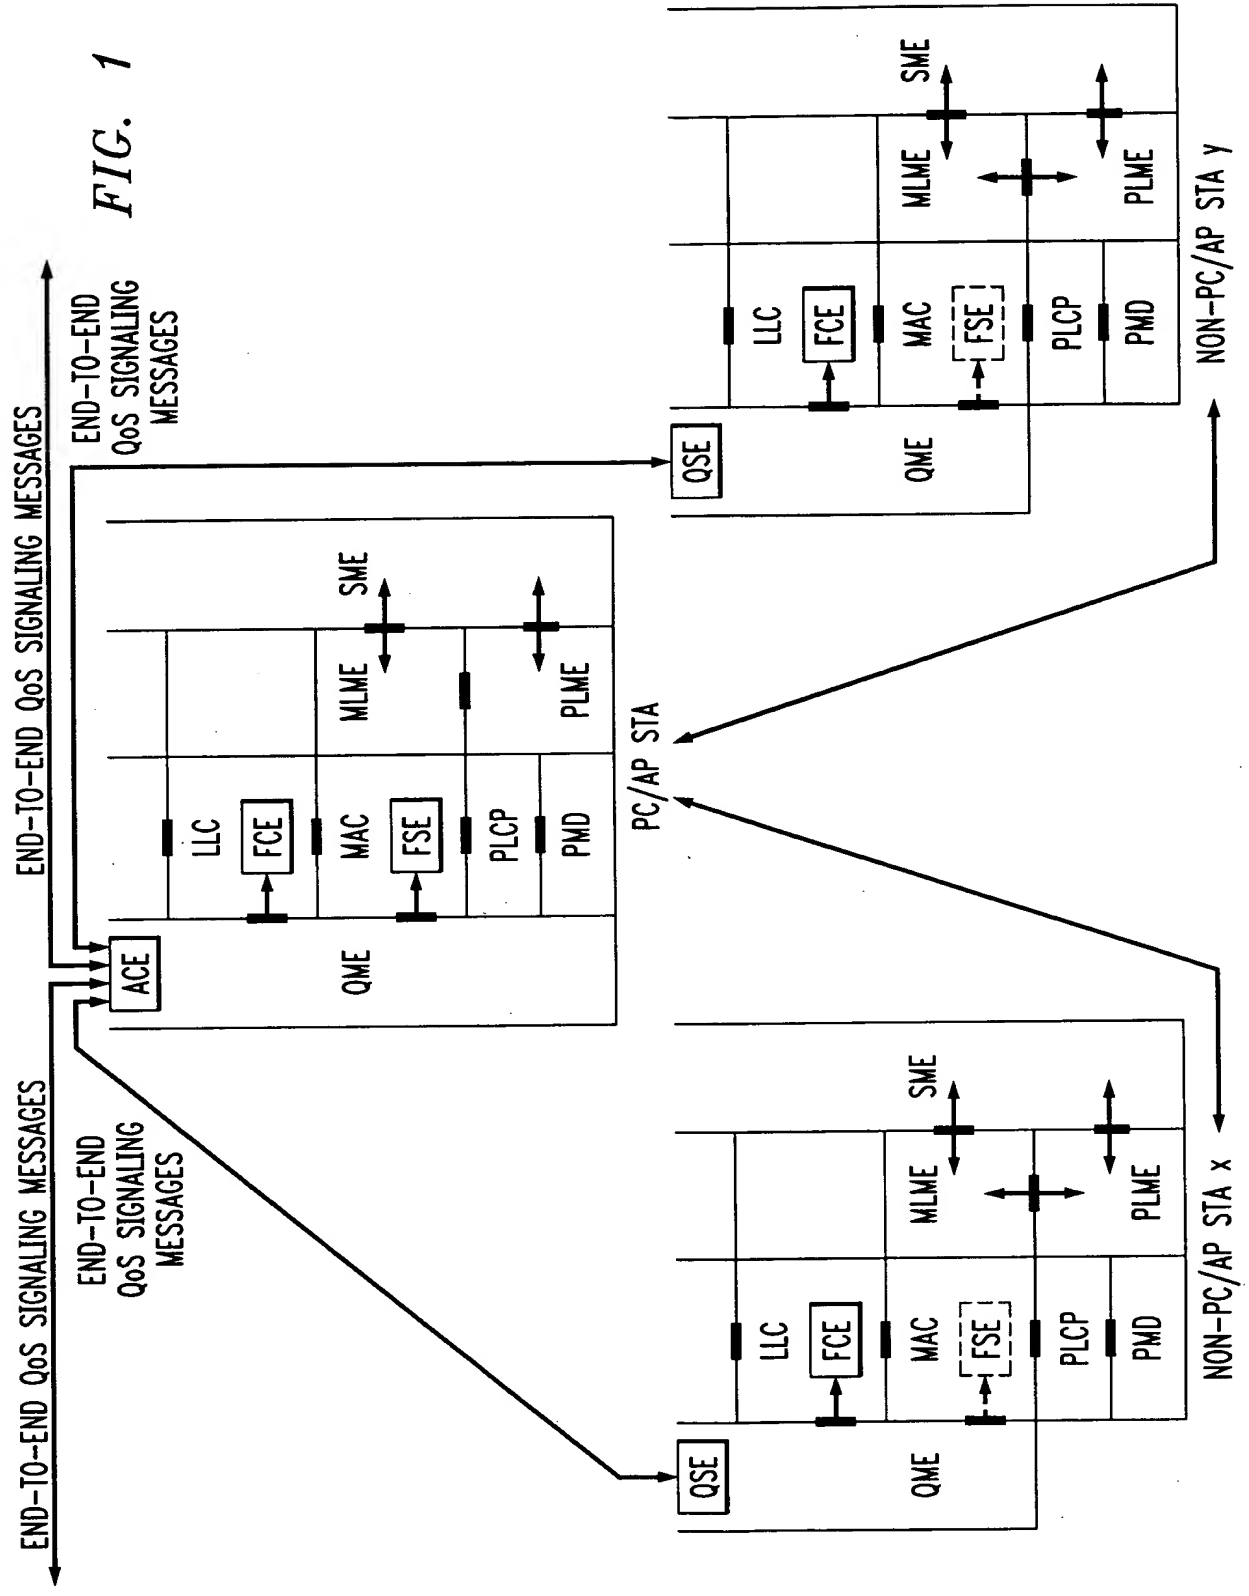 END-TO-END QoS SIGNALING MESSAGES
END-TO-END QoS SIGNALING MESSAGES
FIG. 1
END-TO-END
QoS SIGNALING
MESSAGES
END-TO-END
QoS SIGNALING
MESSAGES
ACE
QME
LLC
FCE
MAC
FSE
PLCP
PMD
MLME
PLME
SME
PC/AP STA
QSE
QME
LLC
FCE
MAC
FSE
PLCP
PMD
MLME
PLME
SME
NON-PC/AP STA x
QSE
QME
LLC
FCE
MAC
FSE
PLCP
PMD
MLME
PLME
SME
NON-PC/AP STA y